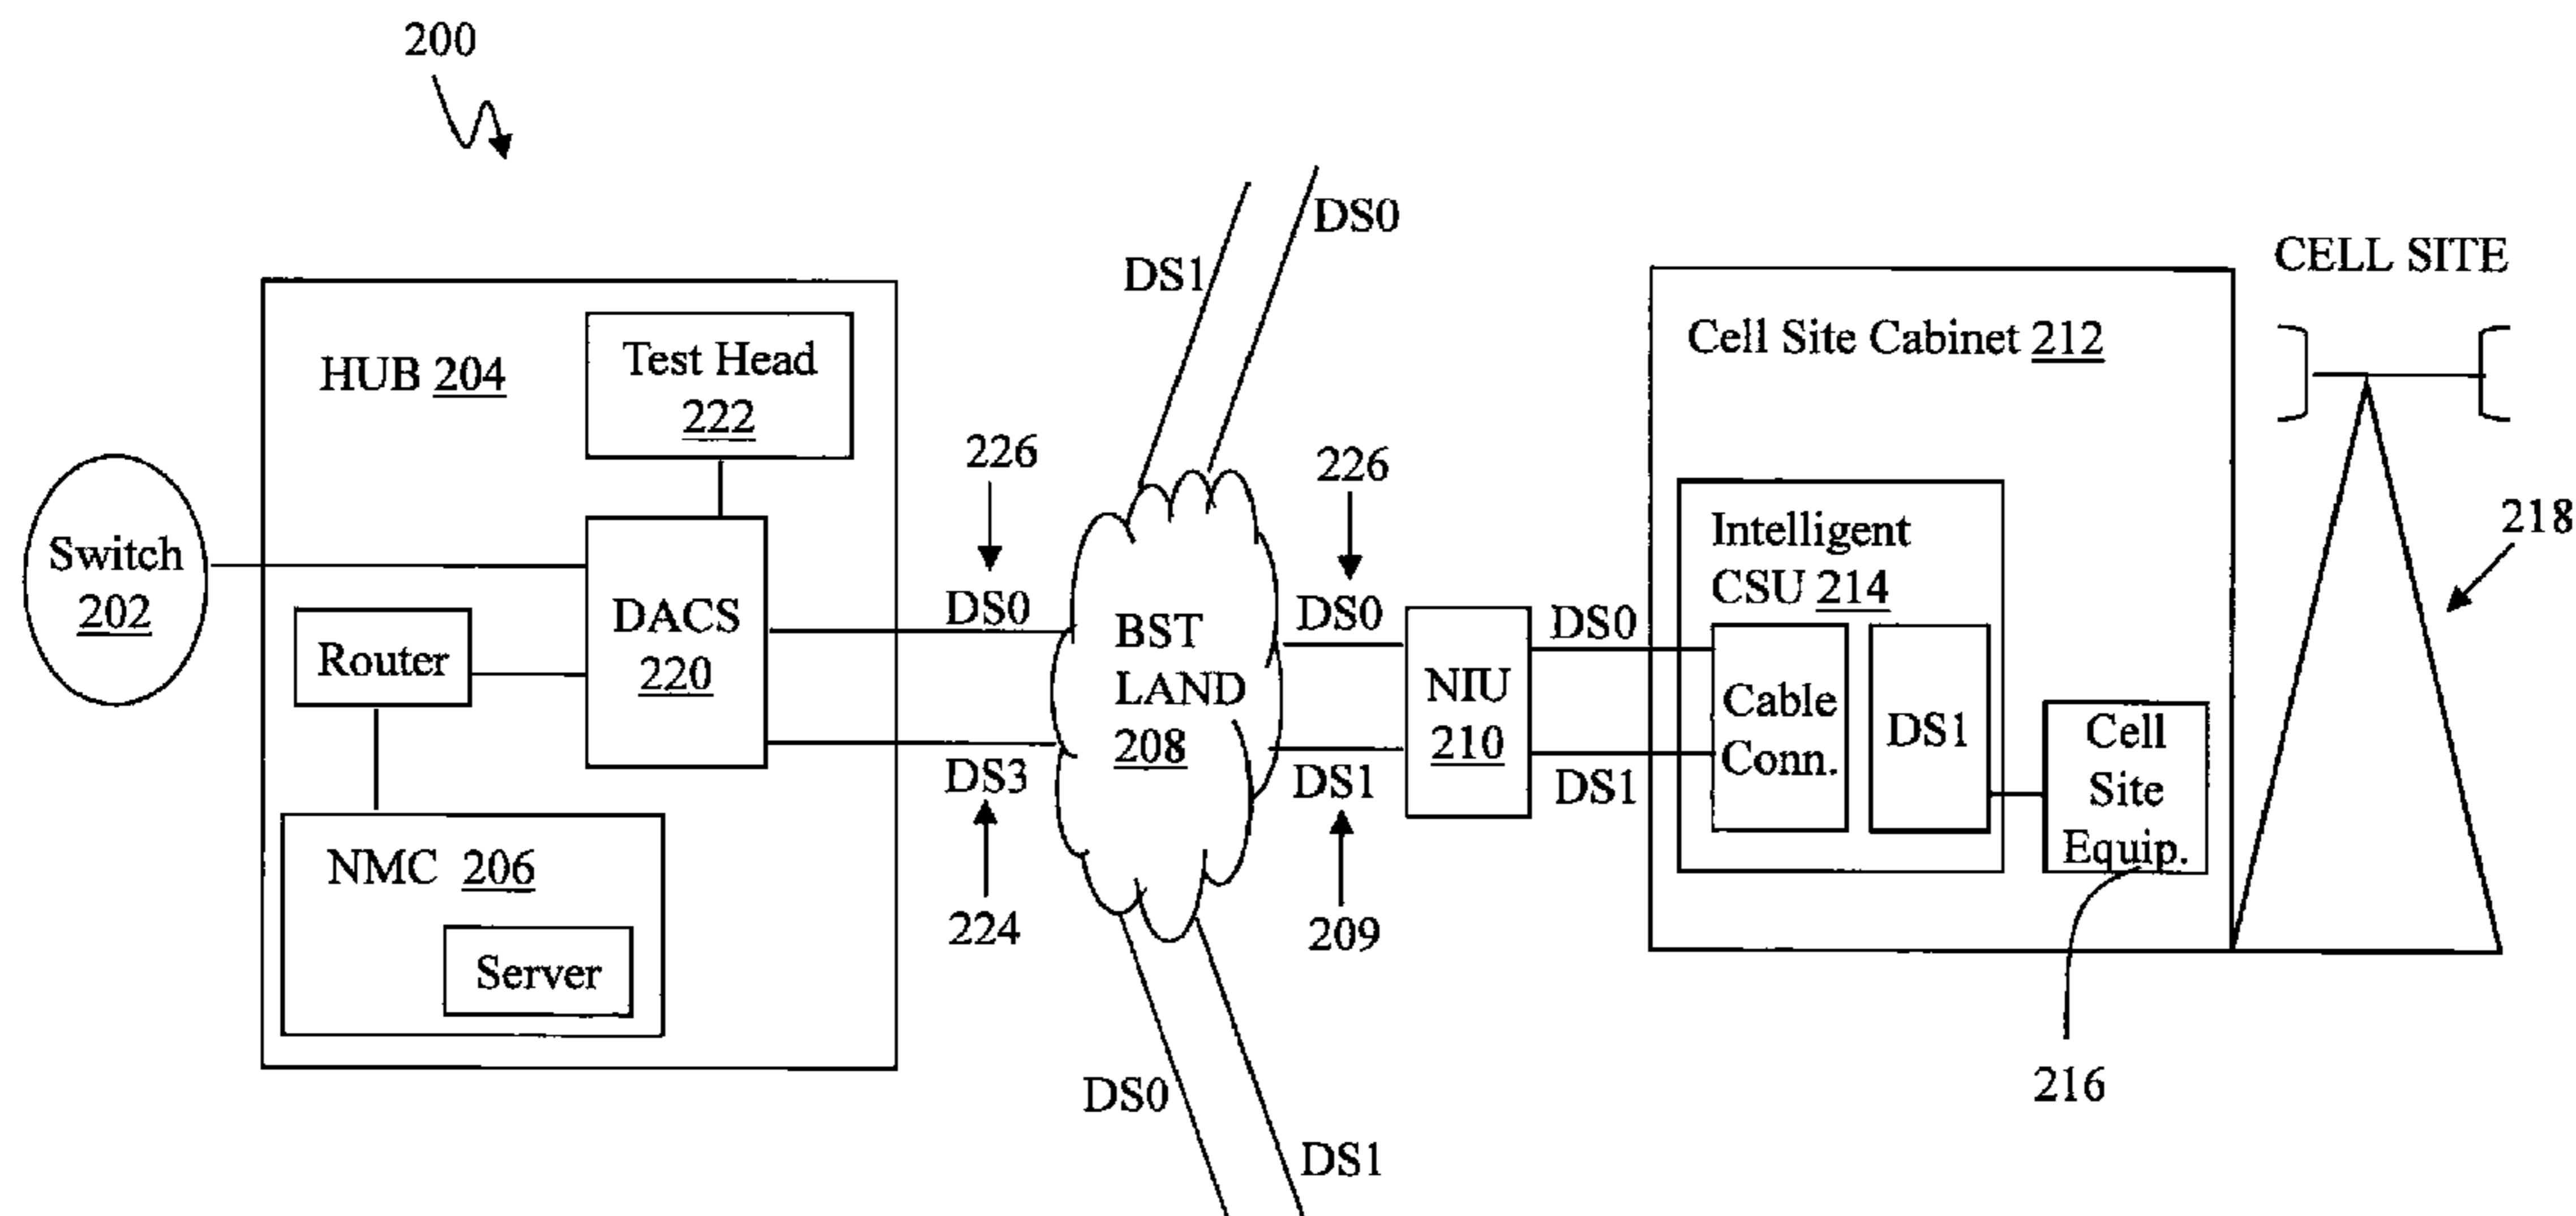 200
DS1
DS0
CELL SITE
HUB 204
Test Head
222
Cell Site Cabinet 212
Switch
202
Router
DACS
220
226
DS0
BST
LAND
208
226
DS0
NIU
210
DS0
Intelligent
CSU 214
Cable
Conn.
DS1
Cell
Site
Equip.
218
NMC 206
Server
DS3
224
DS1
209
DS1
216
DS0
DS1